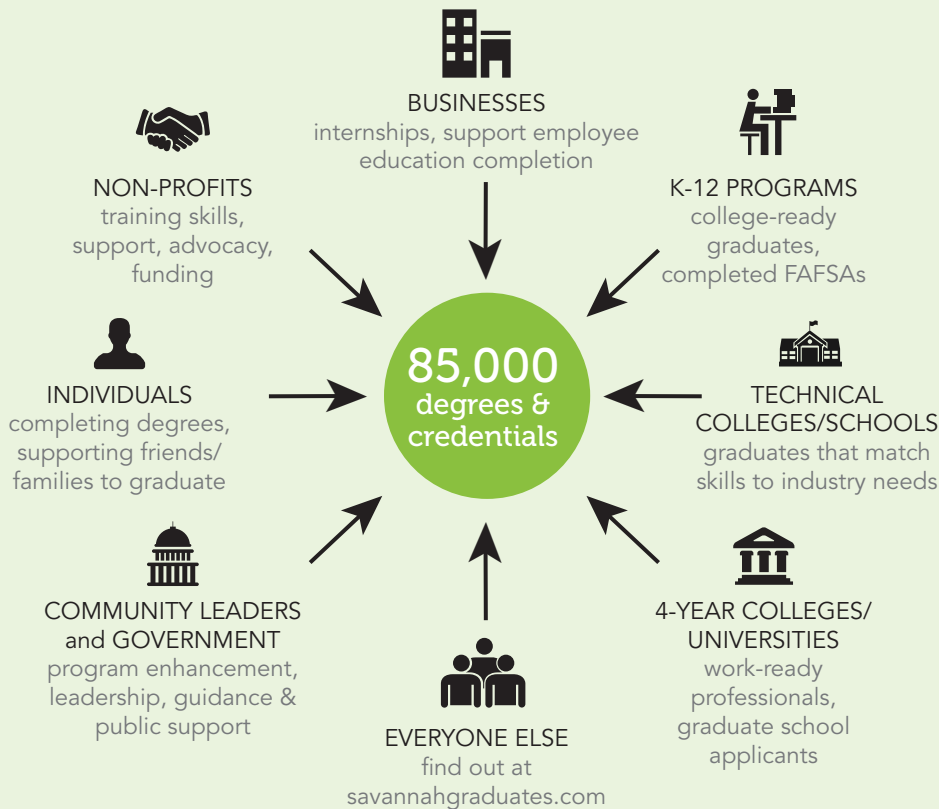 BUSINESSES
internships, support employee
education completion
NON-PROFITS
training skills,
support, advocacy,
funding
K-12 PROGRAMS
college-ready
graduates,
completed FAFSAs
INDIVIDUALS
completing degrees,
supporting friends/
families to graduate
85,000
degrees &
credentials
TECHNICAL
COLLEGES/SCHOOLS
graduates that match
skills to industry needs
COMMUNITY LEADERS
and GOVERNMENT
program enhancement,
leadership, guidance &
public support
EVERYONE ELSE
find out at
savannahgraduates.com
4-YEAR COLLEGES/
UNIVERSITIES
work-ready
professionals,
graduate school
applicants